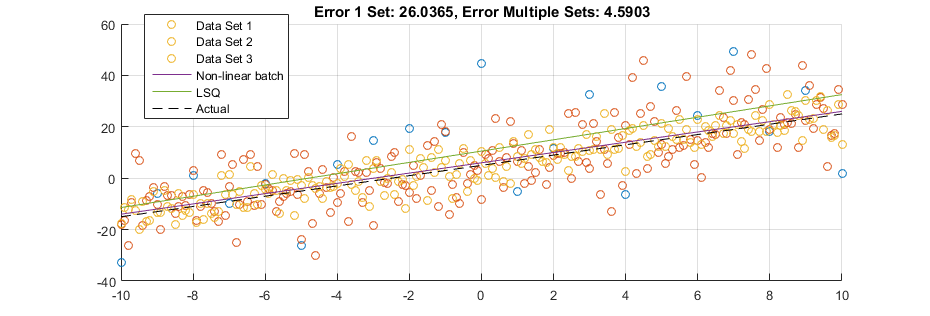 Error 1 Set: 26.0365, Error Multiple Sets: 4.5903
Data Set 1
Data Set 2
Data Set 3
Non-linear batch
LSQ
Actual
60
40
20
0
-20
-40
-10 -8 -6 -4 -2 0 2 4 6 8 10